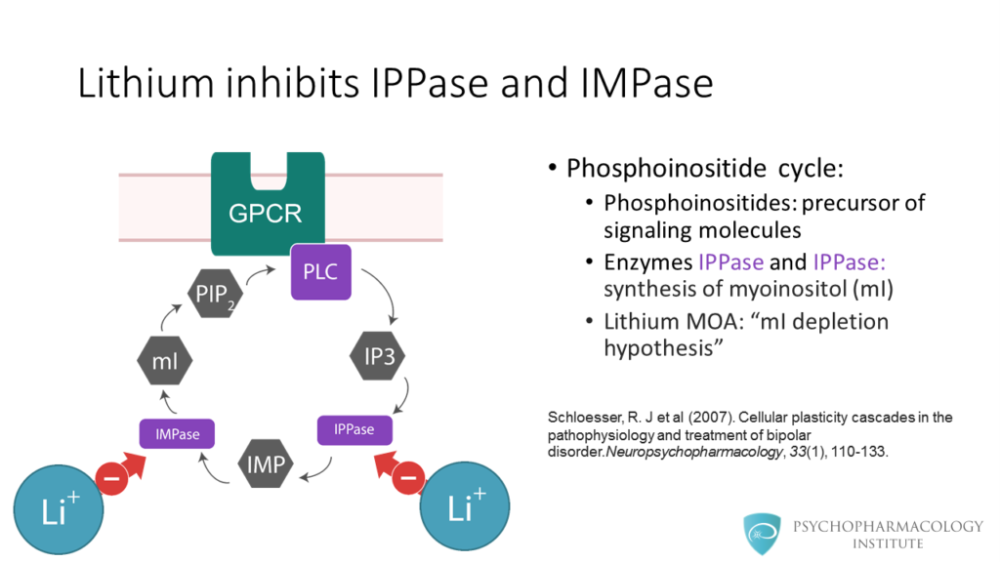 Lithium inhibits IPPase and IMPase
GPCR
PLC
PIP2
IP3
mI
IMPase
IPPase
IMP
Li+
Li+
• Phosphoinositide cycle:
• Phosphoinositides: precursor of
signaling molecules
• Enzymes IPPase and IPPase:
synthesis of myoinositol (mI)
• Lithium MOA: “mI depletion
hypothesis”
Schloesser, R. J et al (2007). Cellular plasticity cascades in the
pathophysiology and treatment of bipolar
disorder.Neuropsychopharmacology, 33(1), 110-133.
PSYCHOPHARMACOLOGY
INSTITUTE